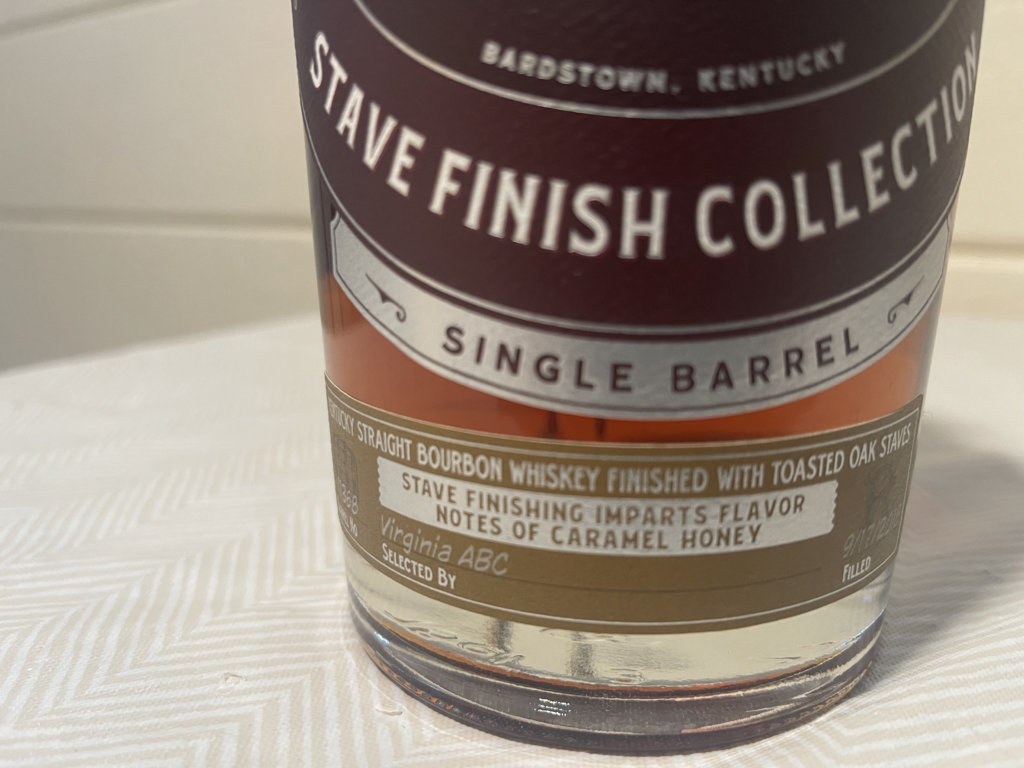 BARDSTOWN, KENTUCKY
STAVE FINISH COLLECTION
SINGLE BARREL
KENTUCKY STRAIGHT BOURBON WHISKEY FINISHED WITH TOASTED OAK STAVES
STAVE FINISHING IMPARTS FLAVOR
NOTES OF CARAMEL HONEY
Virginia ABC
SELECTED BY
FILLED